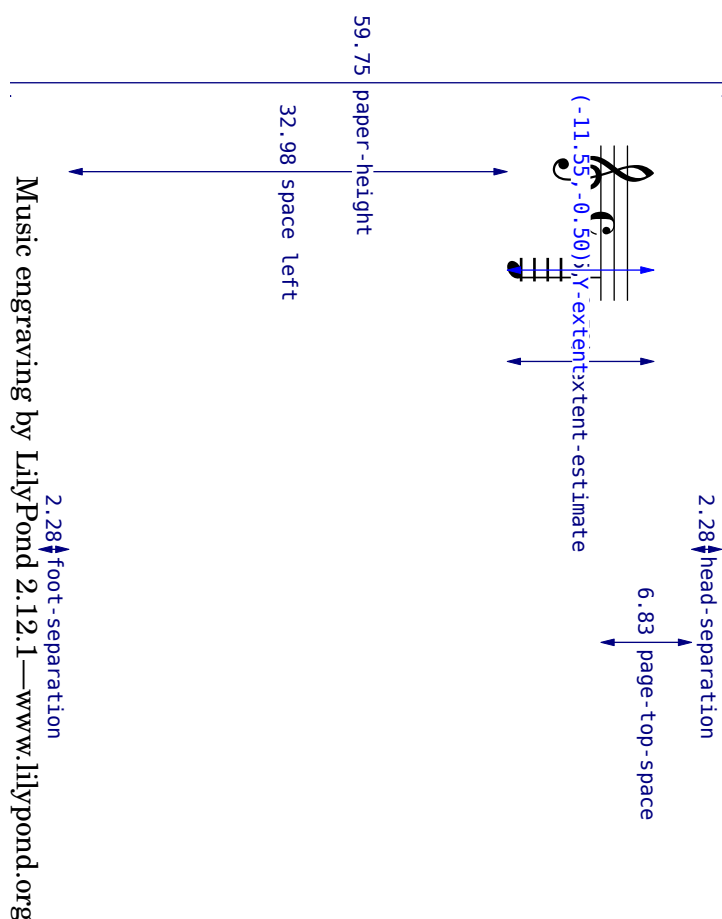 2.28 head-separation
6.83 page-top-space
(-11.55,-0.50),Y-extent
extent-estimate
59.75 paper-height
32.98 space left
2.28 foot-separation
Music engraving by LilyPond 2.12.1—www.lilypond.org